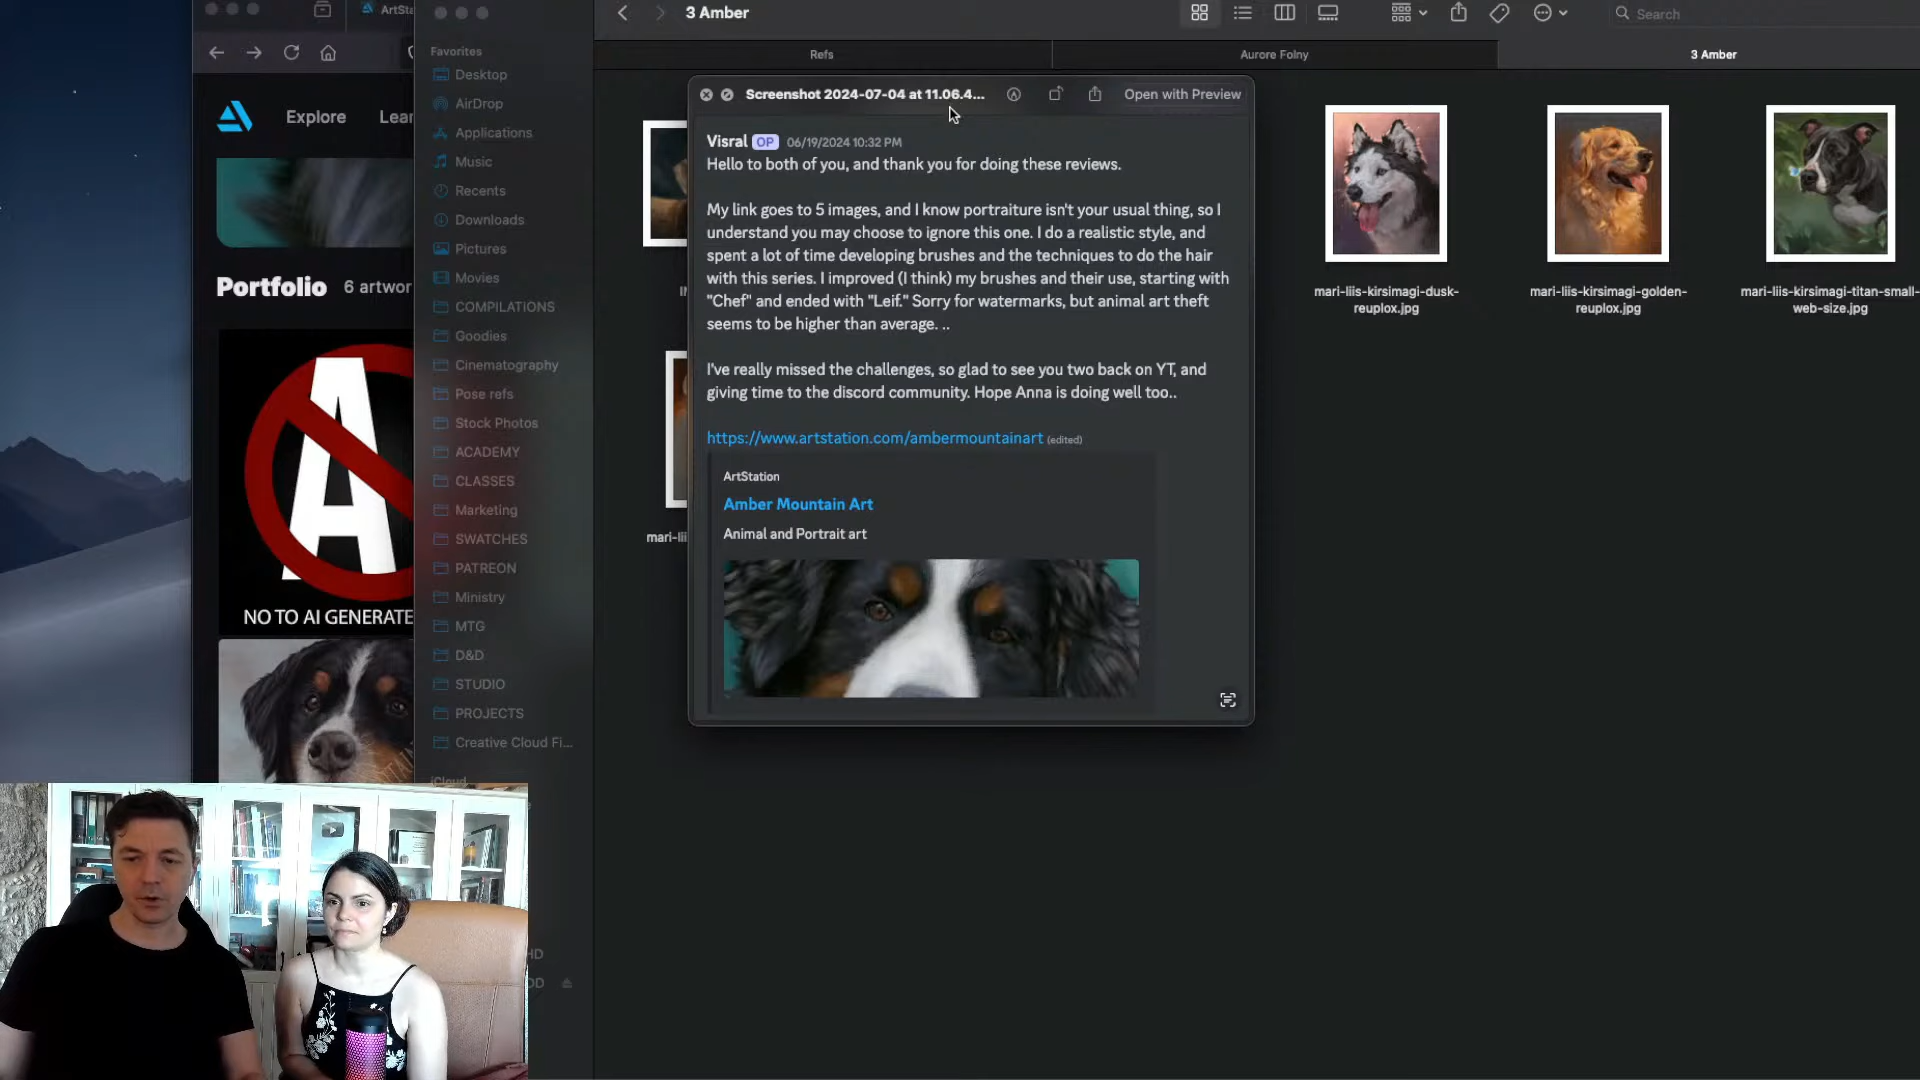 ArtSta
Explore
Lear
Portfolio
6 artwor
A
NO TO AI GENERATE
Favorites
Desktop
AirDrop
Applications
Music
Recents
Downloads
Pictures
Movies
COMPILATIONS
Goodies
Cinematography
Pose refs
Stock Photos
ACADEMY
CLASSES
Marketing
SWATCHES
PATREON
Ministry
MTG
D&D
STUDIO
PROJECTS
Creative Cloud Fi...
iCloud
HD
OD
3 Amber
Search
Refs
Aurore Folny
3 Amber
Screenshot 2024-07-04 at 11.06.4...
Open with Preview
Visral OP 06/19/2024 10:32 PM
Hello to both of you, and thank you for doing these reviews.
My link goes to 5 images, and I know portraiture isn't your usual thing, so I
understand you may choose to ignore this one. I do a realistic style, and
spent a lot of time developing brushes and the techniques to do the hair
with this series. I improved (I think) my brushes and their use, starting with
"Chef" and ended with "Leif." Sorry for watermarks, but animal art theft
seems to be higher than average. ..
I've really missed the challenges, so glad to see you two back on YT, and
giving time to the discord community. Hope Anna is doing well too..
https://www.artstation.com/ambermountainart (edited)
ArtStation
Amber Mountain Art
Animal and Portrait art
mari-lii
mari-liis-kirsimagi-dusk-
reuplox.jpg
mari-liis-kirsimagi-golden-
reuplox.jpg
mari-liis-kirsimagi-titan-small-
web-size.jpg